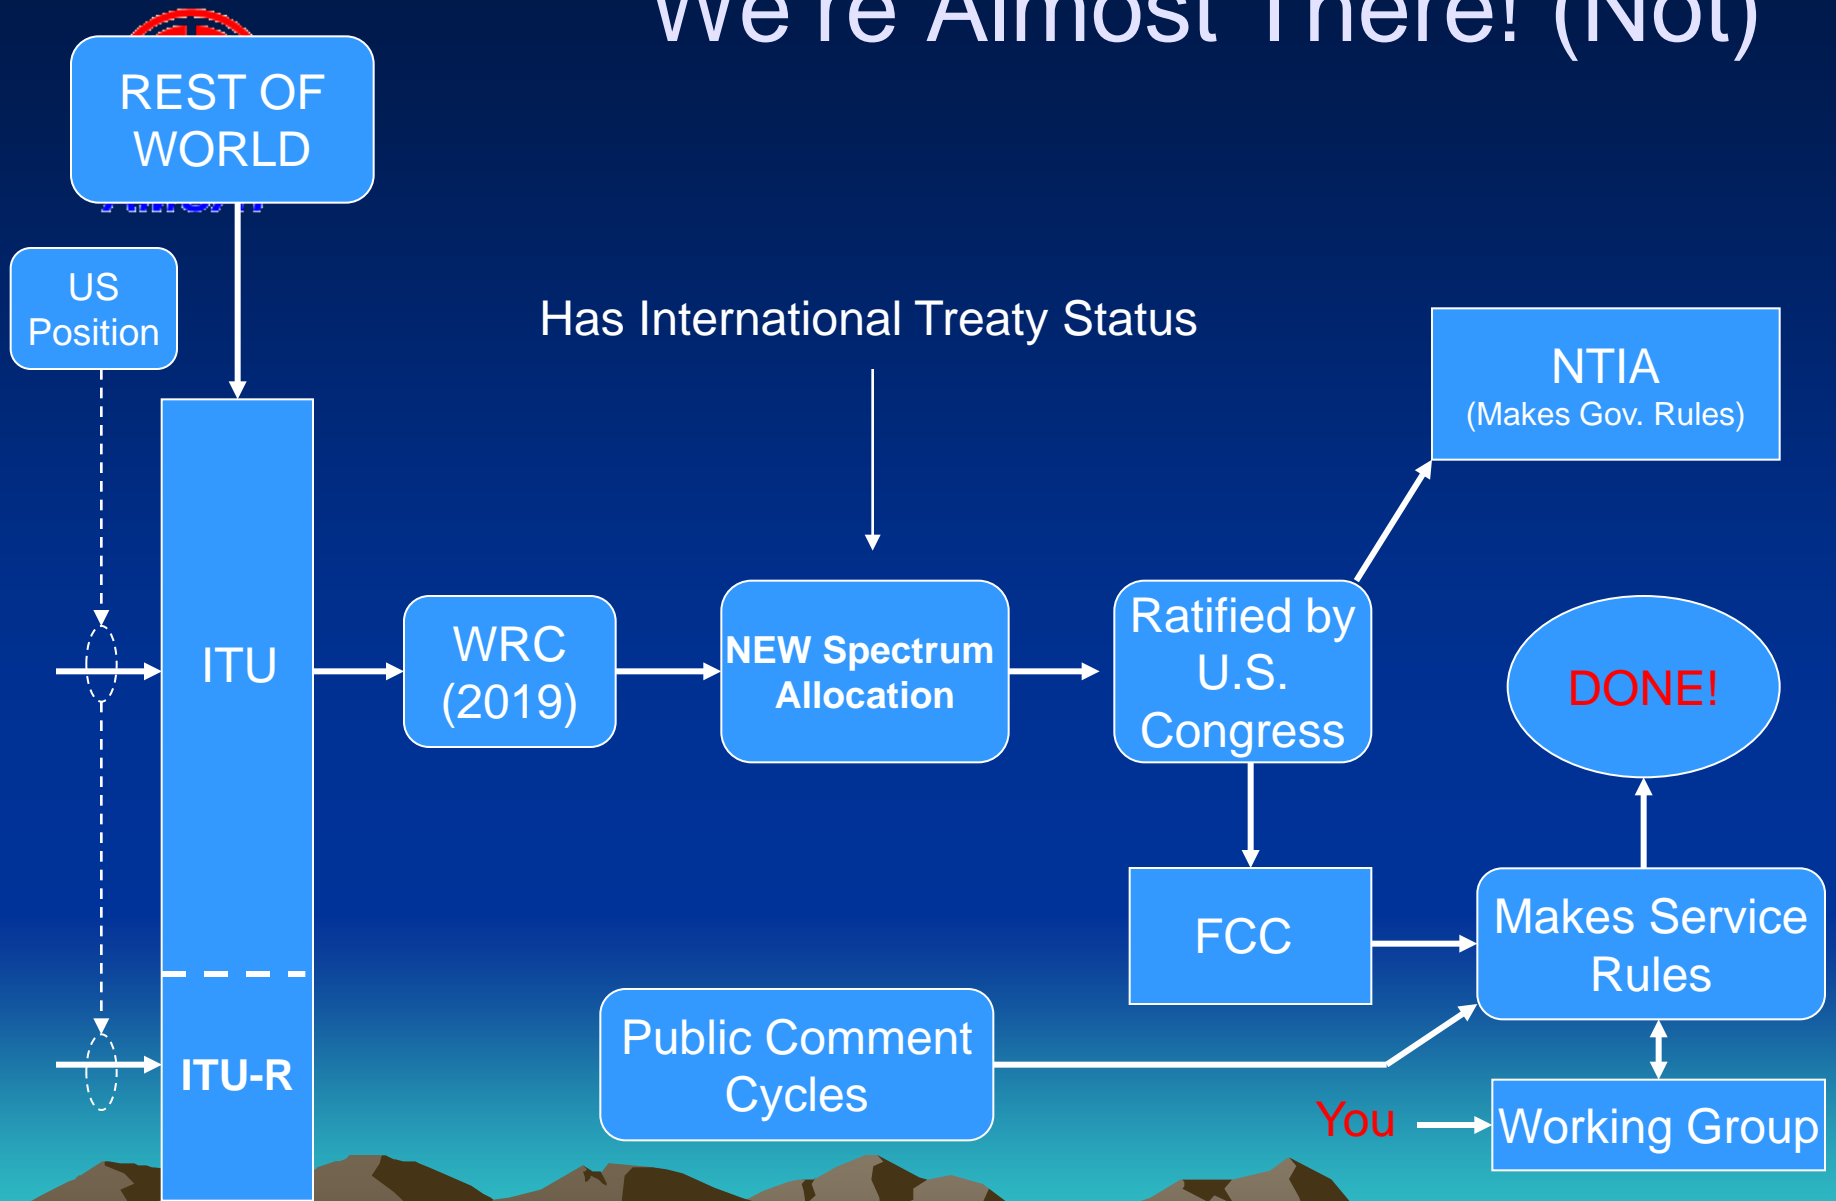 We're Almost There! (Not)
REST OF
WORLD
US
Position
Has International Treaty Status
NTIA
(Makes Gov. Rules)
ITU
WRC
(2019)
NEW Spectrum
Allocation
Ratified by
U.S.
Congress
DONE!
FCC
Makes Service
Rules
ITU-R
Public Comment
Cycles
You
Working Group